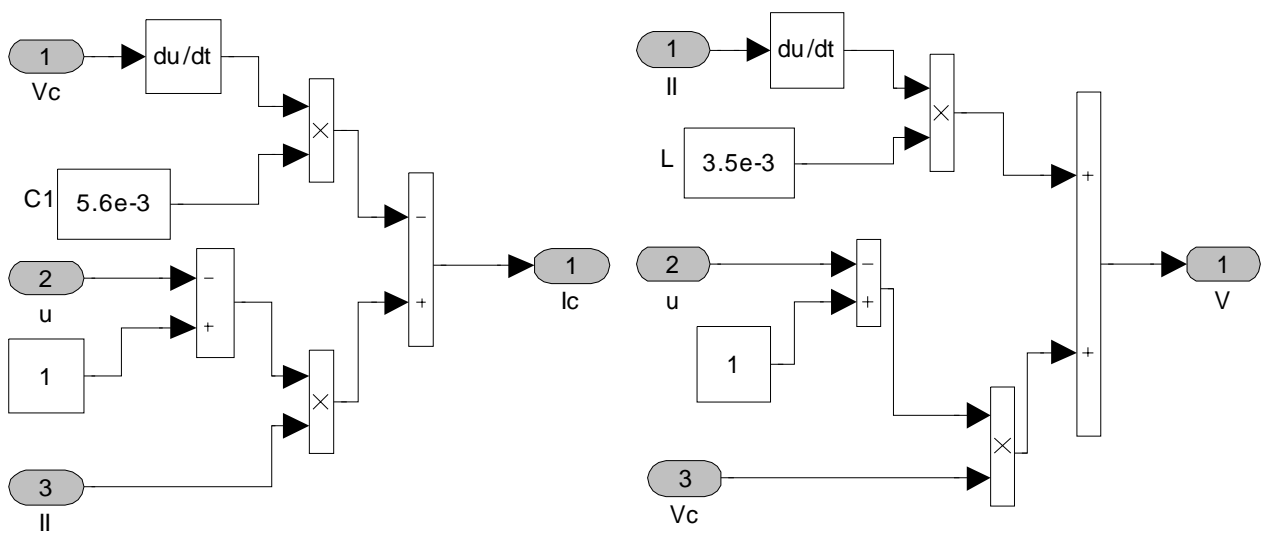 1
Vc
du/dt
×
C1
5.6e-3
2
u
−
+
1
×
3
Il
−
+
1
Ic
1
Il
du/dt
×
L
3.5e-3
2
u
−
+
1
×
3
Vc
+
+
1
V